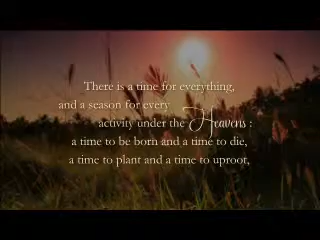 There is a time for everything,
and a season for every
activity under the Heavens :
a time to be born and a time to die,
a time to plant and a time to uproot,